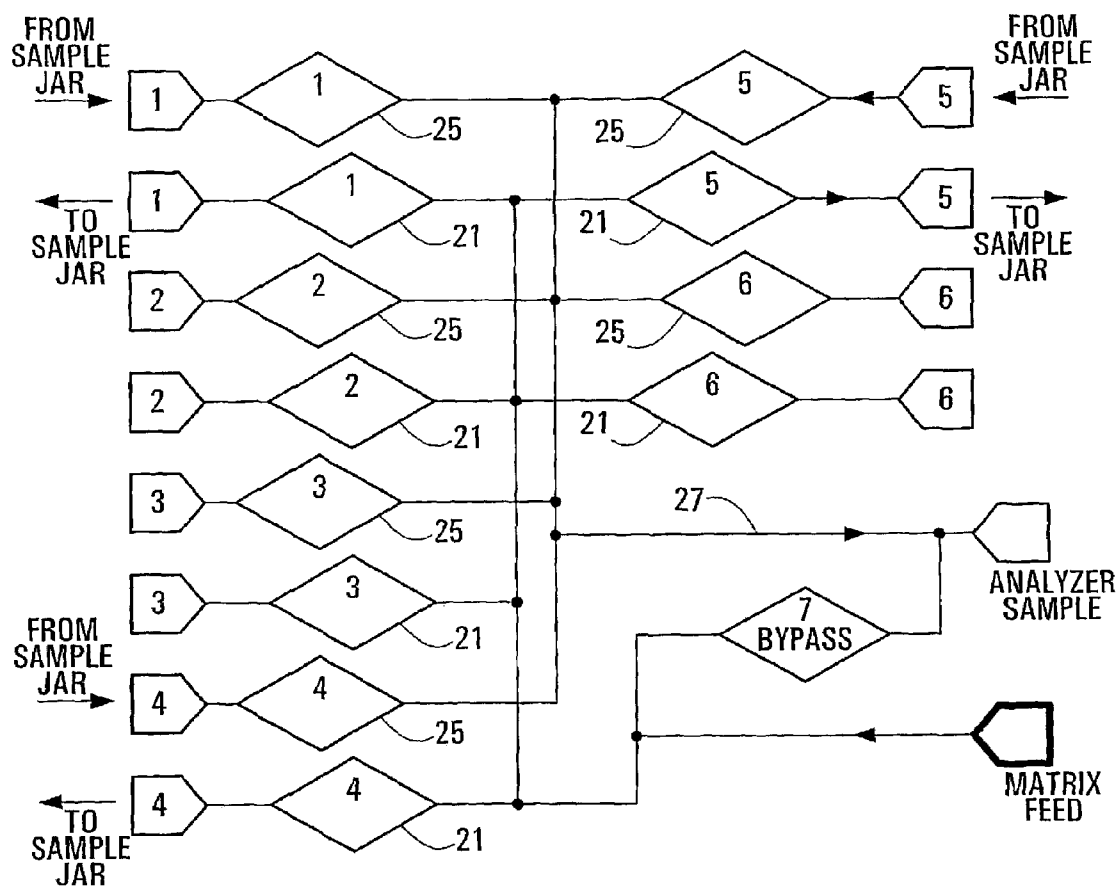 FROM
SAMPLE
JAR
1
1
25
5
25
5
FROM
SAMPLE
JAR
1
TO
SAMPLE
JAR
1
21
5
21
5
TO
SAMPLE
JAR
2
2
25
6
25
6
2
2
21
6
21
6
3
3
25
27
ANALYZER
SAMPLE
3
3
21
7
BYPASS
FROM
SAMPLE
JAR
4
4
25
MATRIX
FEED
4
TO
SAMPLE
JAR
4
21